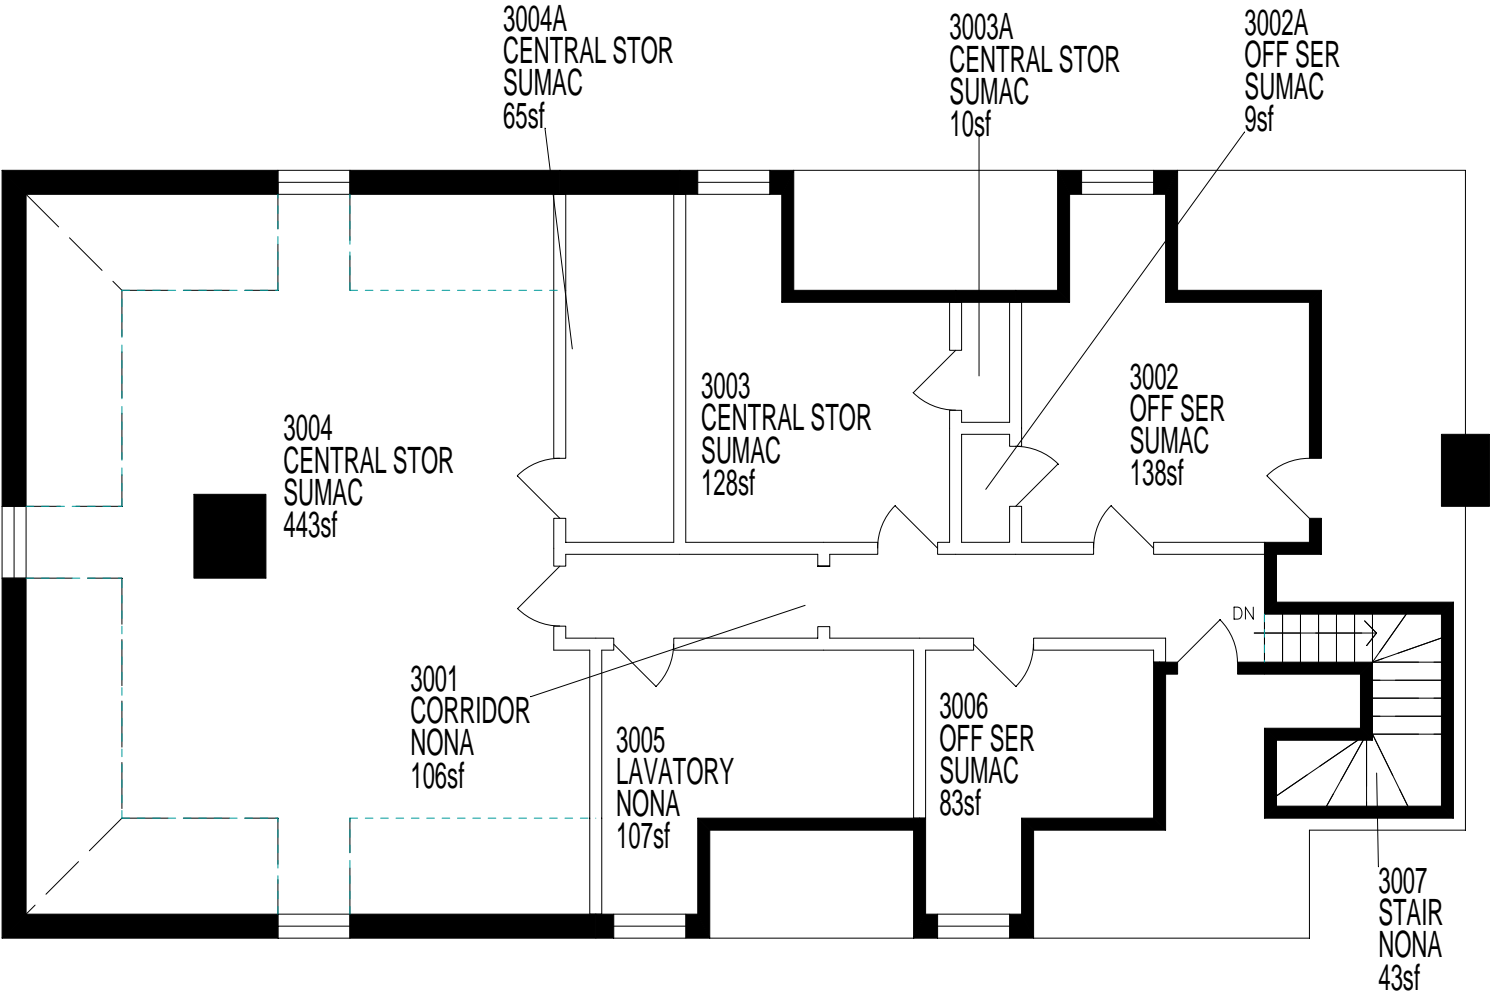 3004A
CENTRAL STOR
SUMAC
65sf
3003A
CENTRAL STOR
SUMAC
10sf
3002A
OFF SER
SUMAC
9sf
3004
CENTRAL STOR
SUMAC
443sf
3003
CENTRAL STOR
SUMAC
128sf
3002
OFF SER
SUMAC
138sf
DN
3001
CORRIDOR
NONA
106sf
3005
LAVATORY
NONA
107sf
3006
OFF SER
SUMAC
83sf
3007
STAIR
NONA
43sf